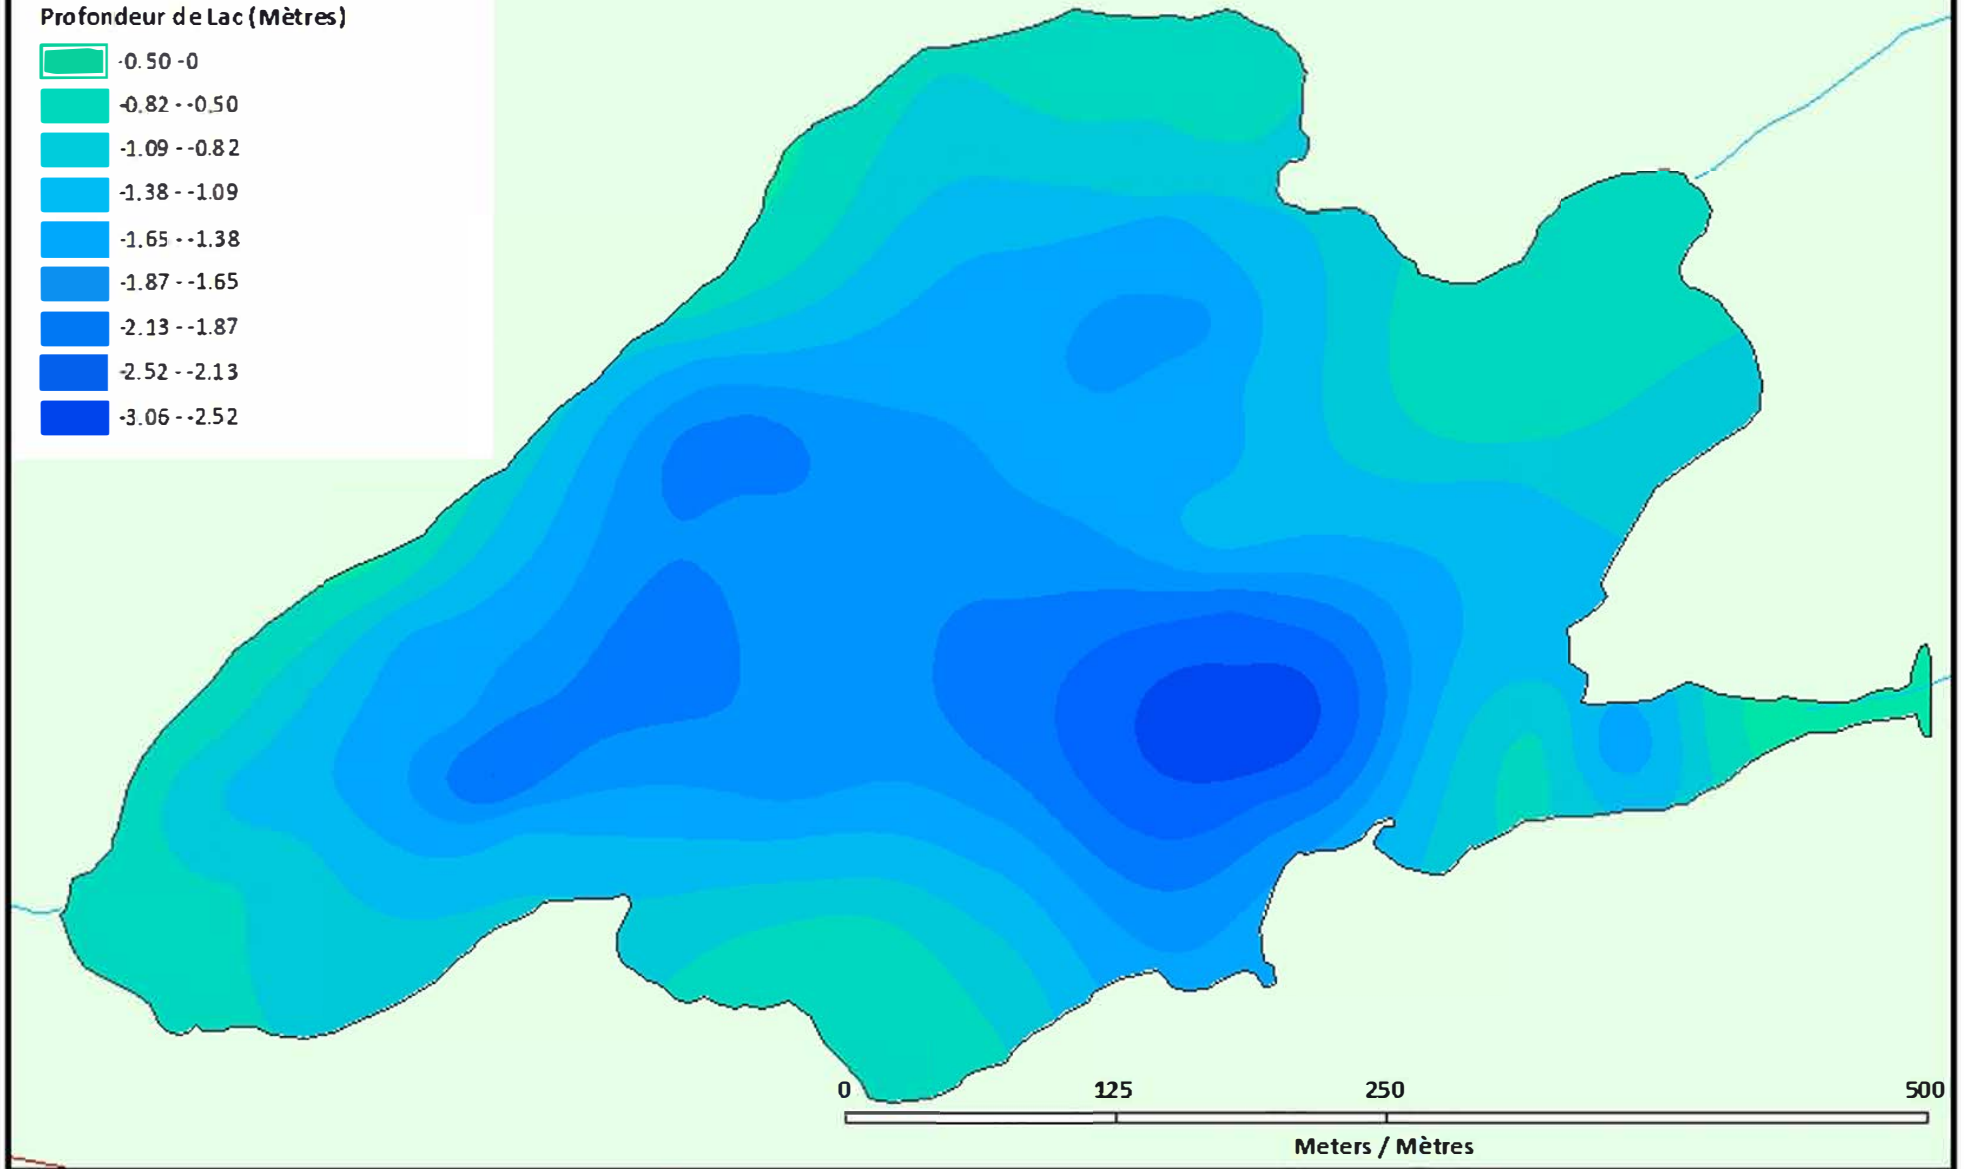 Profondeur de Lac (Mètres)
-0.50 - 0
-0.82 - -0.50
-1.09 - -0.82
-1.38 - -1.09
-1.65 - -1.38
-1.87 - -1.65
-2.13 - -1.87
-2.52 - -2.13
-3.06 - -2.52
0 125 250 500
Meters / Mètres